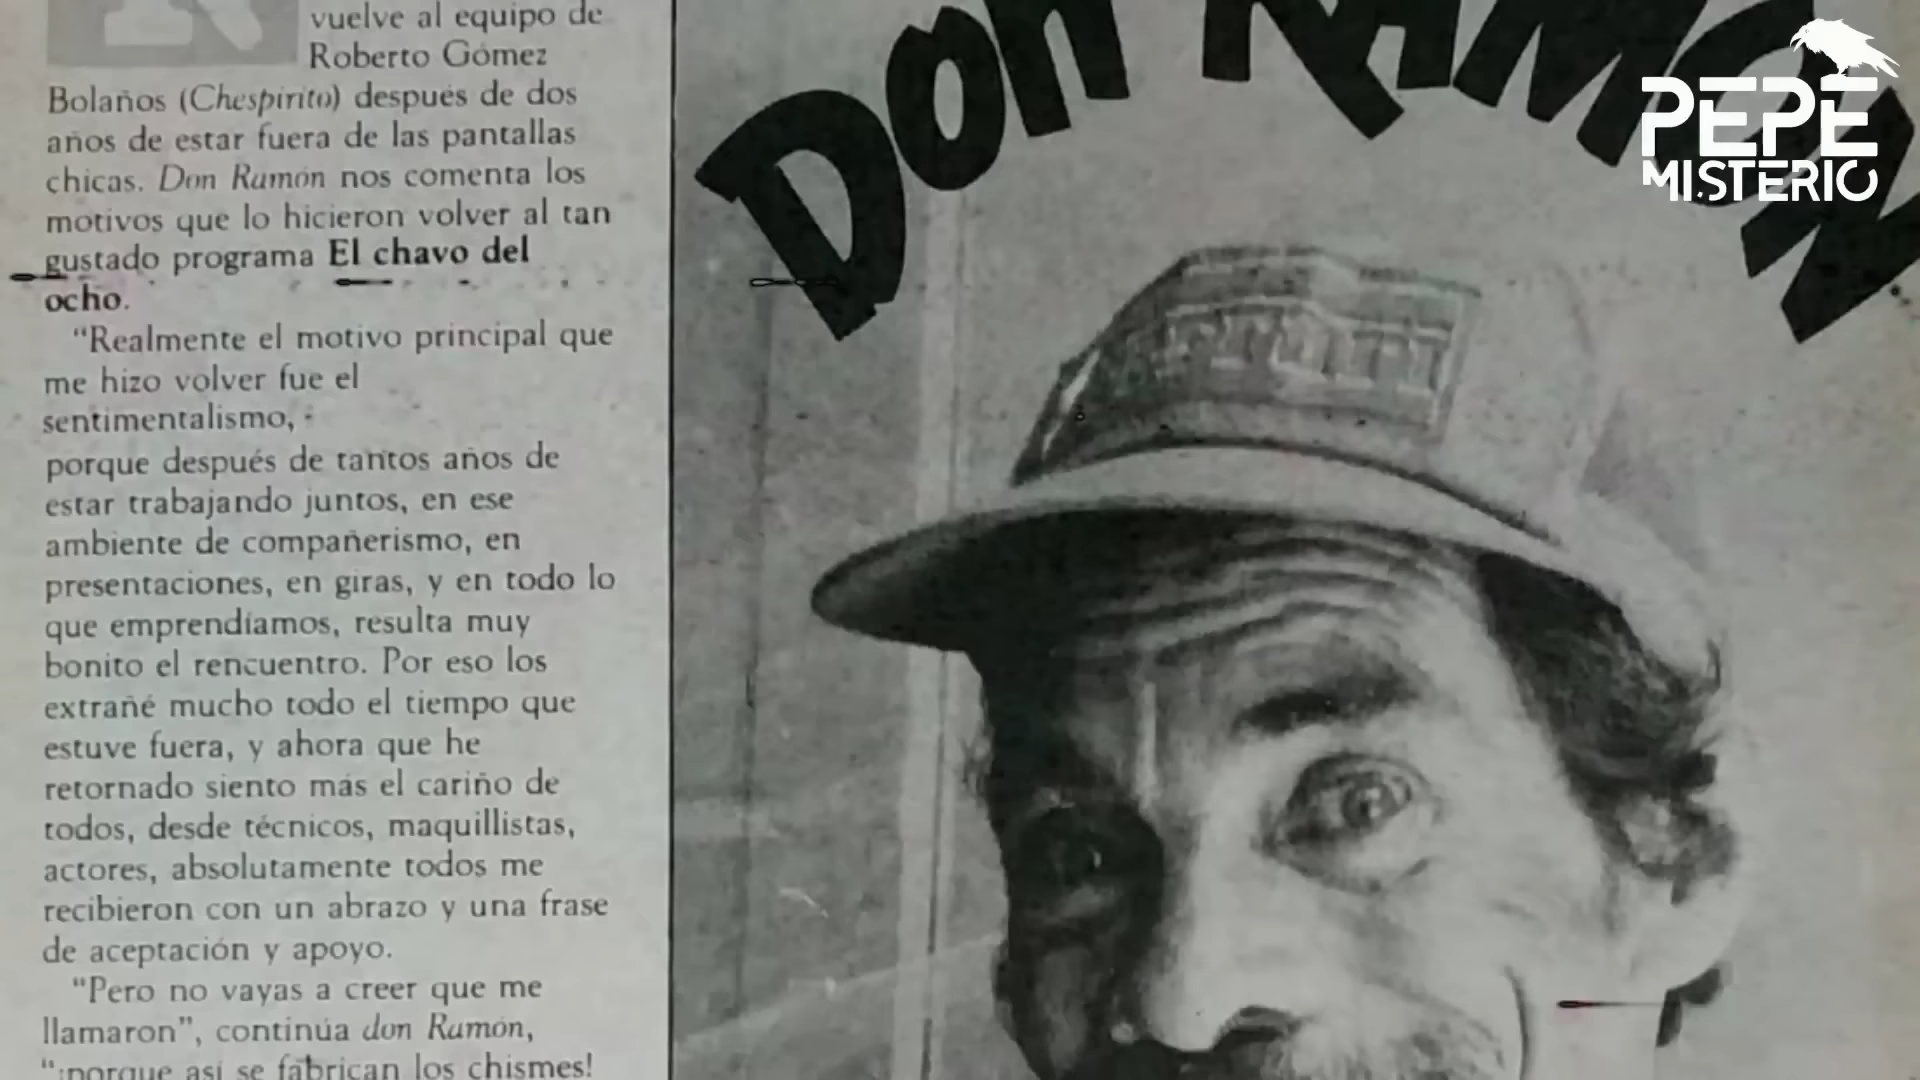 vuelve al equipo de
Roberto Gómez
Bolaños (Chespirito) después de dos
años de estar fuera de las pantallas
chicas. Don Ramón nos comenta los
motivos que lo hicieron volver al tan
gustado programa El chavo del
ocho.
“Realmente el motivo principal que
me hizo volver fue el
sentimentalismo,
porque después de tantos años de
estar trabajando juntos, en ese
ambiente de compañerismo, en
presentaciones, en giras, y en todo lo
que emprendíamos, resulta muy
bonito el rencuentro. Por eso los
extrañé mucho todo el tiempo que
estuve fuera, y ahora que he
retornado siento más el cariño de
todos, desde técnicos, maquillistas,
actores, absolutamente todos me
recibieron con un abrazo y una frase
de aceptación y apoyo.
“Pero no vayas a creer que me
llamaron”, continúa don Ramón,
“¡porque así se fabrican los chismes!
DON RAMON
PEPE
MISTERIO